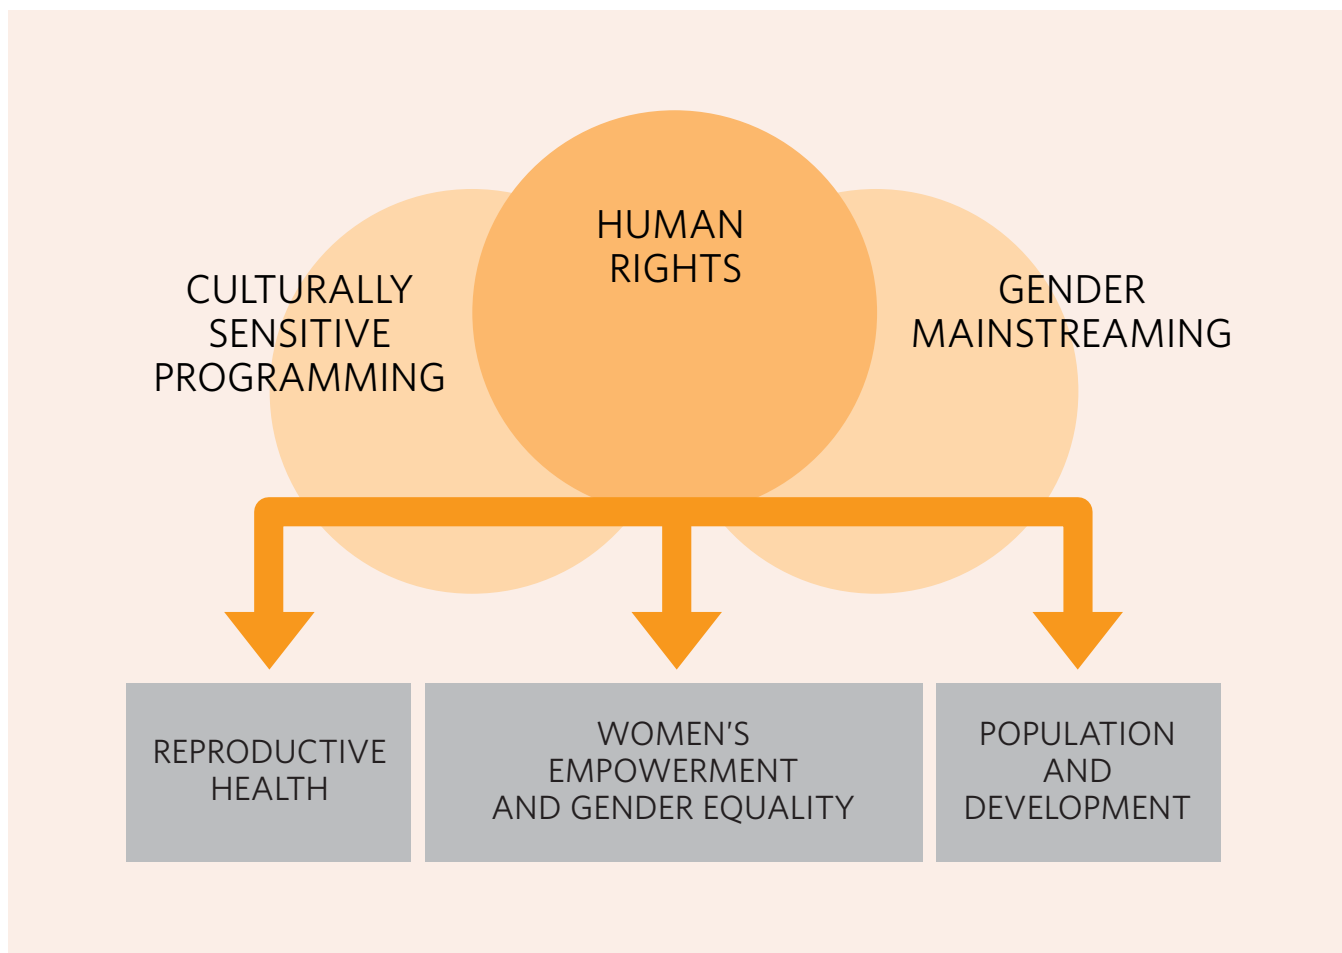 HUMAN
RIGHTS
CULTURALLY
SENSITIVE
PROGRAMMING
GENDER
MAINSTREAMING
REPRODUCTIVE
HEALTH
WOMEN'S
EMPOWERMENT
AND GENDER EQUALITY
POPULATION
AND
DEVELOPMENT